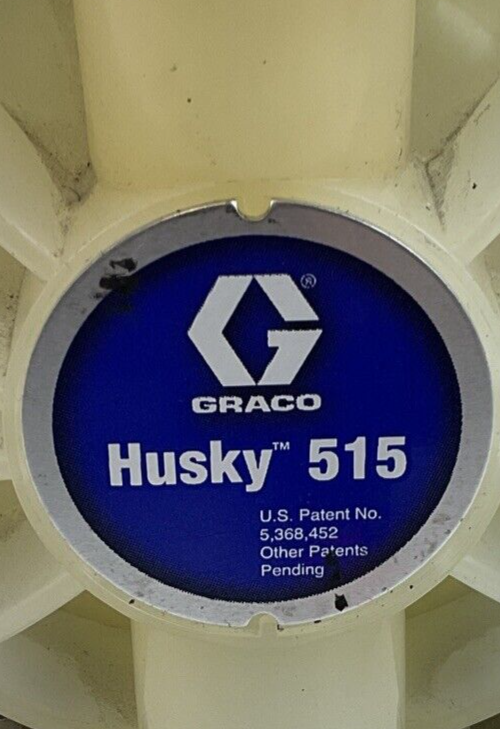 G®
GRACO
Husky™ 515
U.S. Patent No.
5,368,452
Other Patents
Pending